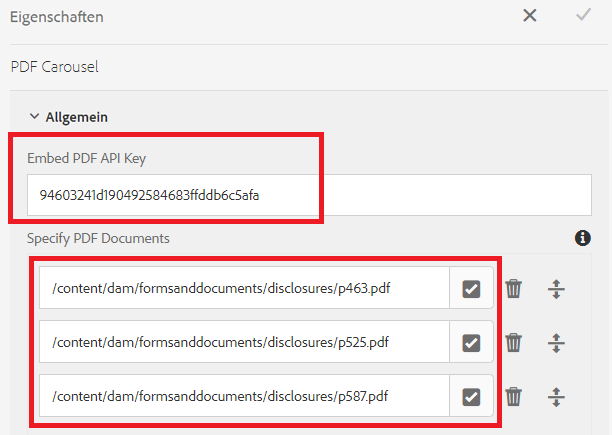 Eigenschaften
PDF Carousel
Allgemein
Embed PDF API Key
94603241d190492584683ffddb6c5afa
Specify PDF Documents
/content/dam/formsanddocuments/disclosures/p463.pdf
/content/dam/formsanddocuments/disclosures/p525.pdf
/content/dam/formsanddocuments/disclosures/p587.pdf